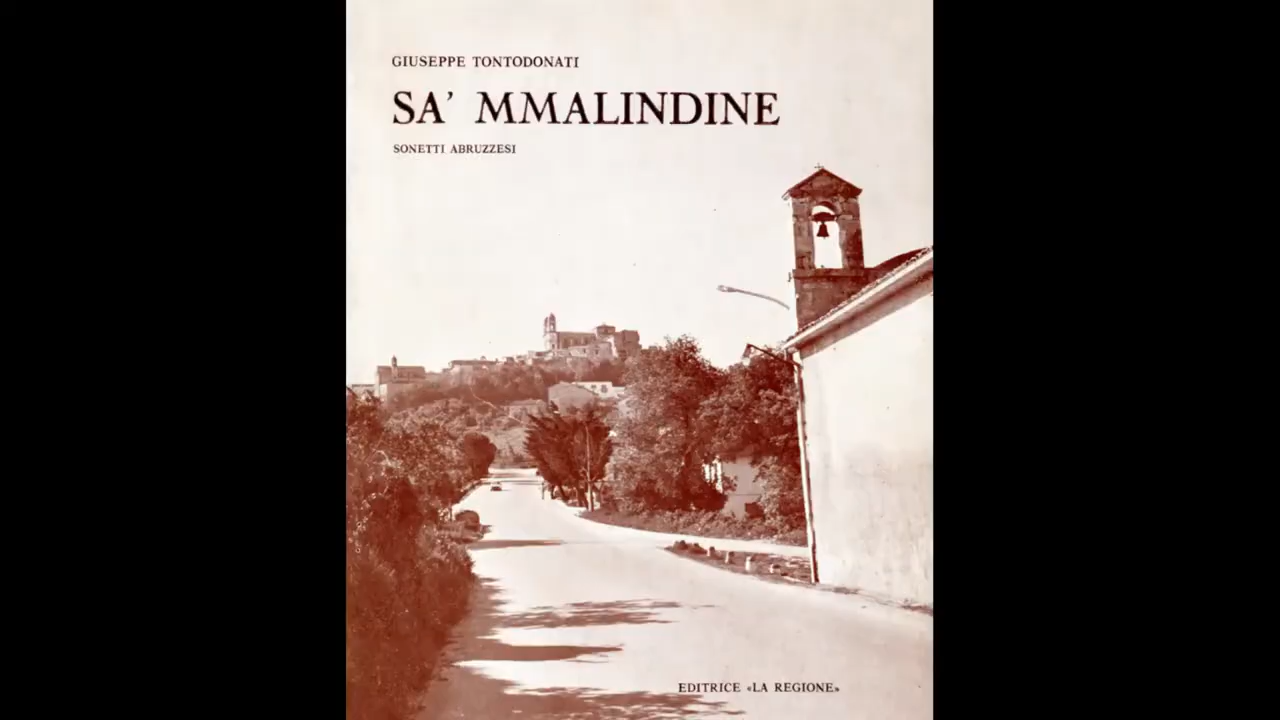 GIUSEPPE TONTODONATI
SA' MMALINDINE
SONETTI ABRUZZESI
EDITRICE «LA REGIONE»